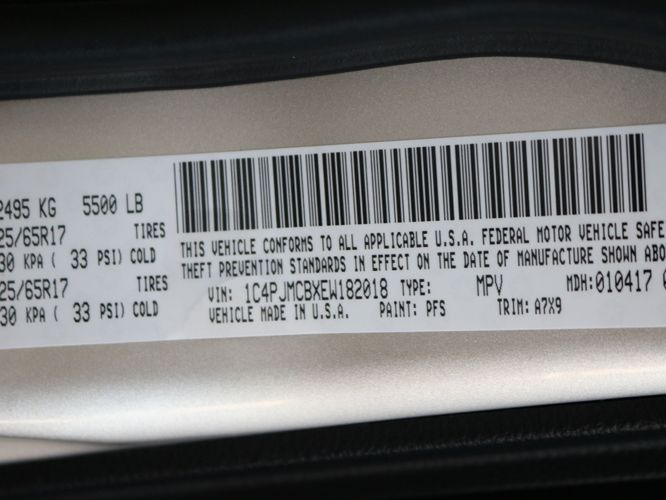 2495 KG 5500 LB
25/65R17 TIRES
30 KPA ( 33 PSI) COLD
25/65R17 TIRES
30 KPA ( 33 PSI) COLD
THIS VEHICLE CONFORMS TO ALL APPLICABLE U.S.A. FEDERAL MOTOR VEHICLE SAFE
THEFT PREVENTION STANDARDS IN EFFECT ON THE DATE OF MANUFACTURE SHOWN ABO
VIN: 1C4PJMCBXEW182018 TYPE: MPV MDH:010417 0
VEHICLE MADE IN U.S.A. PAINT: PFS TRIM: A7X9